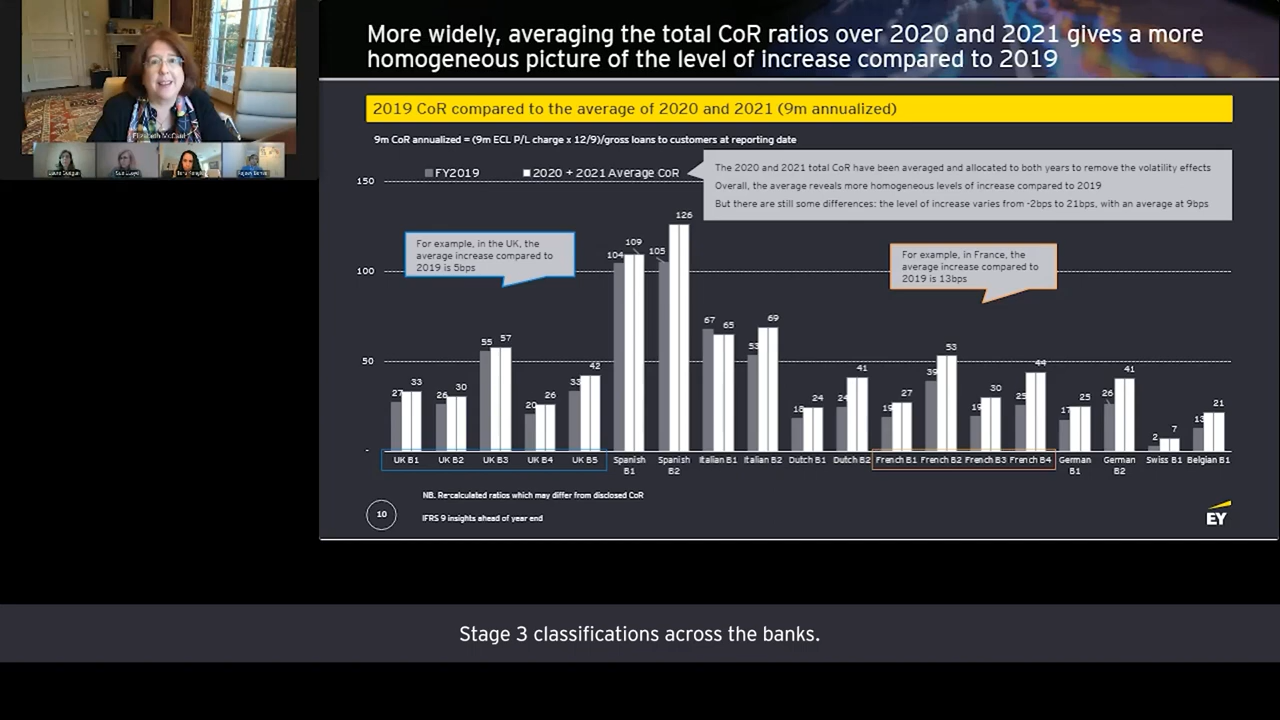 More widely, averaging the total CoR ratios over 2020 and 2021 gives a more
homogeneous picture of the level of increase compared to 2019
2019 CoR compared to the average of 2020 and 2021 (9m annualized)
9m CoR annualized = (9m ECL P/L charge x 12/9)/gross loans to customers at reporting date
FY2019
2020 + 2021 Average CoR
The 2020 and 2021 total CoR have been averaged and allocated to both years to remove the volatility effects
Overall, the average reveals more homogeneous levels of increase compared to 2019
But there are still some differences: the level of increase varies from -2bps to 21bps, with an average at 9bps
For example, in the UK, the
average increase compared to
2019 is 5bps
For example, in France, the
average increase compared to
2019 is 13bps
150
100
50
-
27 33
26 30
55 57
20 26
33 42
104 109
105 126
67 65
53 69
18 24
24 41
19 27
39 53
19 30
25 44
17 25
26 41
2 7
13 21
UK B1
UK B2
UK B3
UK B4
UK B5
Spanish
B1
Spanish
B2
Italian B1
Italian B2
Dutch B1
Dutch B2
French B1
French B2
French B3
French B4
German
B1
German
B2
Swiss B1
Belgian B1
NB. Re-calculated ratios which may differ from disclosed CoR
10
IFRS 9 insights ahead of year end
EY
Stage 3 classifications across the banks.